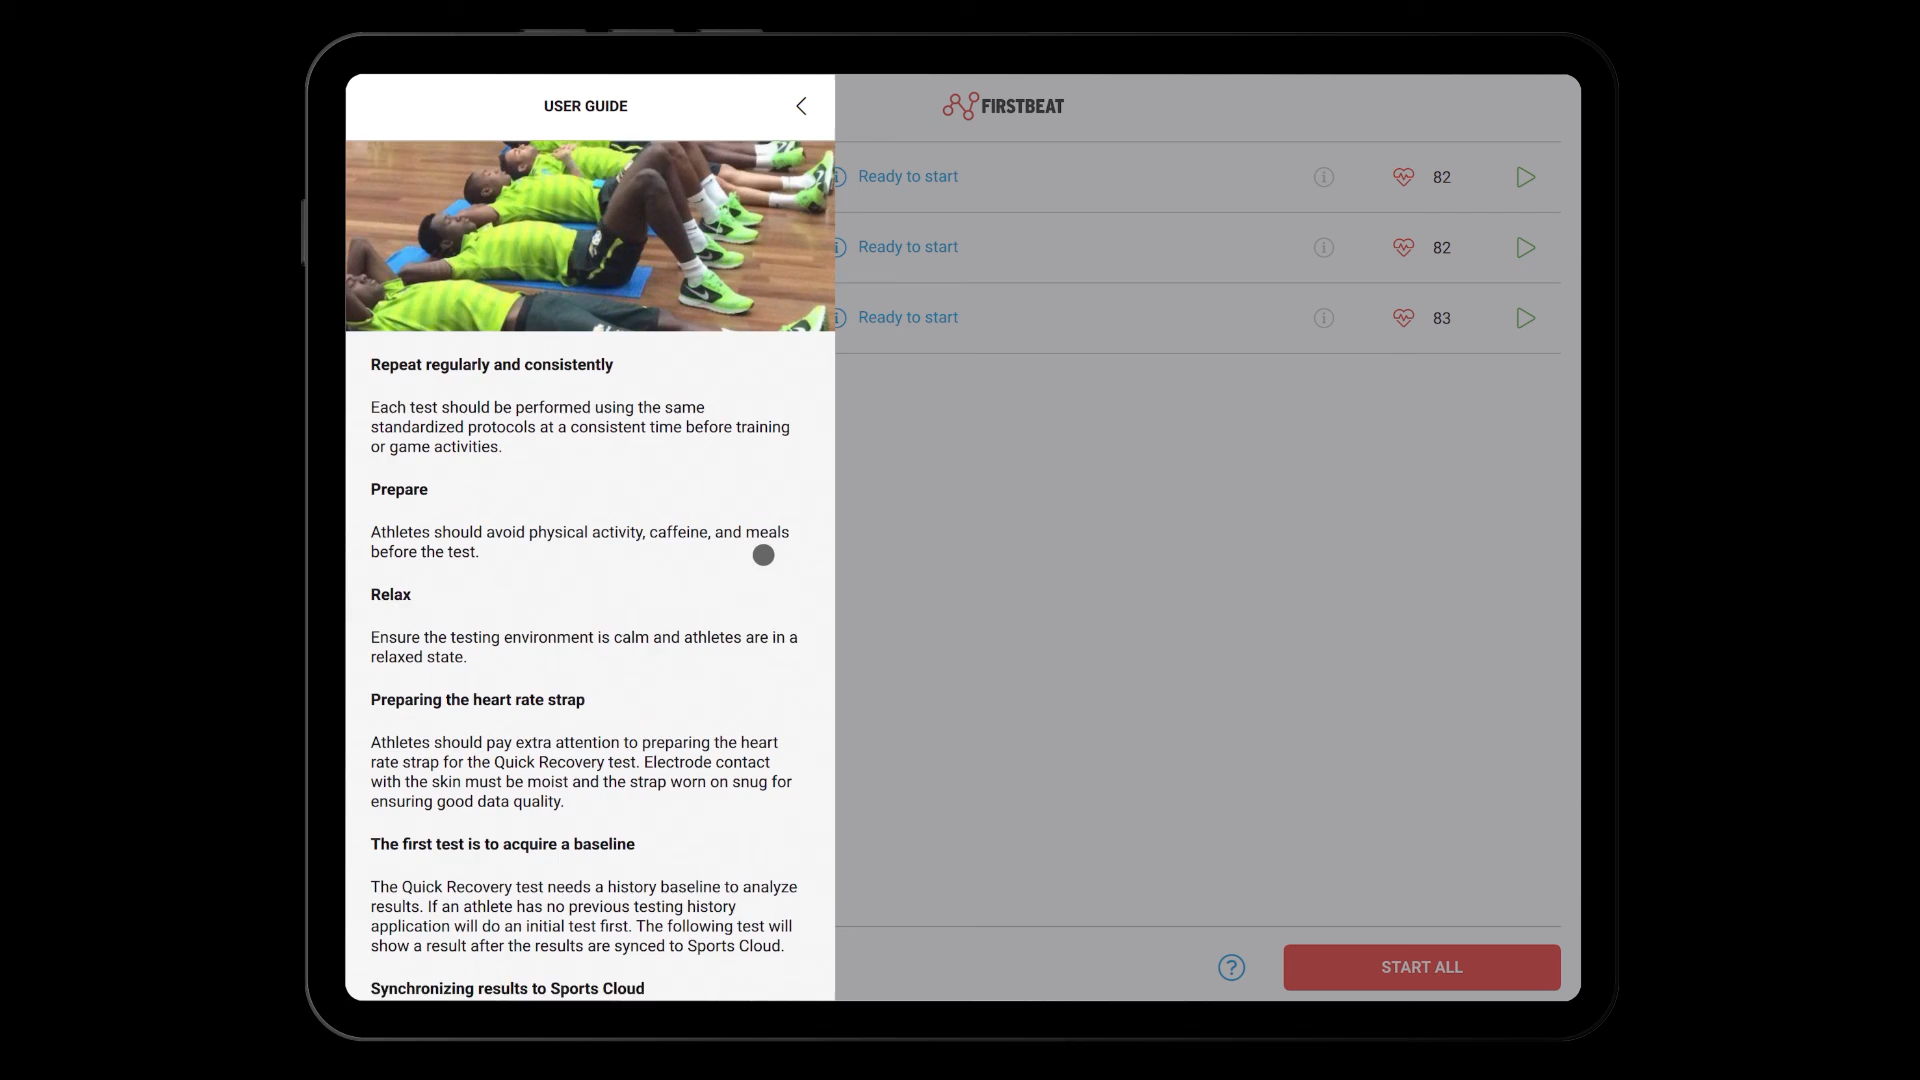 USER GUIDE
FIRSTBEAT
Ready to start
82
Ready to start
82
Ready to start
83
Repeat regularly and consistently
Each test should be performed using the same
standardized protocols at a consistent time before training
or game activities.
Prepare
Athletes should avoid physical activity, caffeine, and meals
before the test.
Relax
Ensure the testing environment is calm and athletes are in a
relaxed state.
Preparing the heart rate strap
Athletes should pay extra attention to preparing the heart
rate strap for the Quick Recovery test. Electrode contact
with the skin must be moist and the strap worn on snug for
ensuring good data quality.
The first test is to acquire a baseline
The Quick Recovery test needs a history baseline to analyze
results. If an athlete has no previous testing history
application will do an initial test first. The following test will
show a result after the results are synced to Sports Cloud.
Synchronizing results to Sports Cloud
?
START ALL